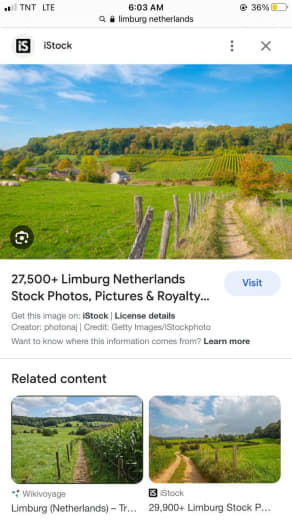 TNT LTE 6:03 AM 36%
limburg netherlands
iS iStock
27,500+ Limburg Netherlands
Stock Photos, Pictures & Royalty...
Visit
Get this image on: iStock | License details
Creator: photonaj | Credit: Getty Images/iStockphoto
Want to know where this information comes from? Learn more
Related content
Wikivoyage
Limburg (Netherlands) – Tr...
iS iStock
29,900+ Limburg Stock P...